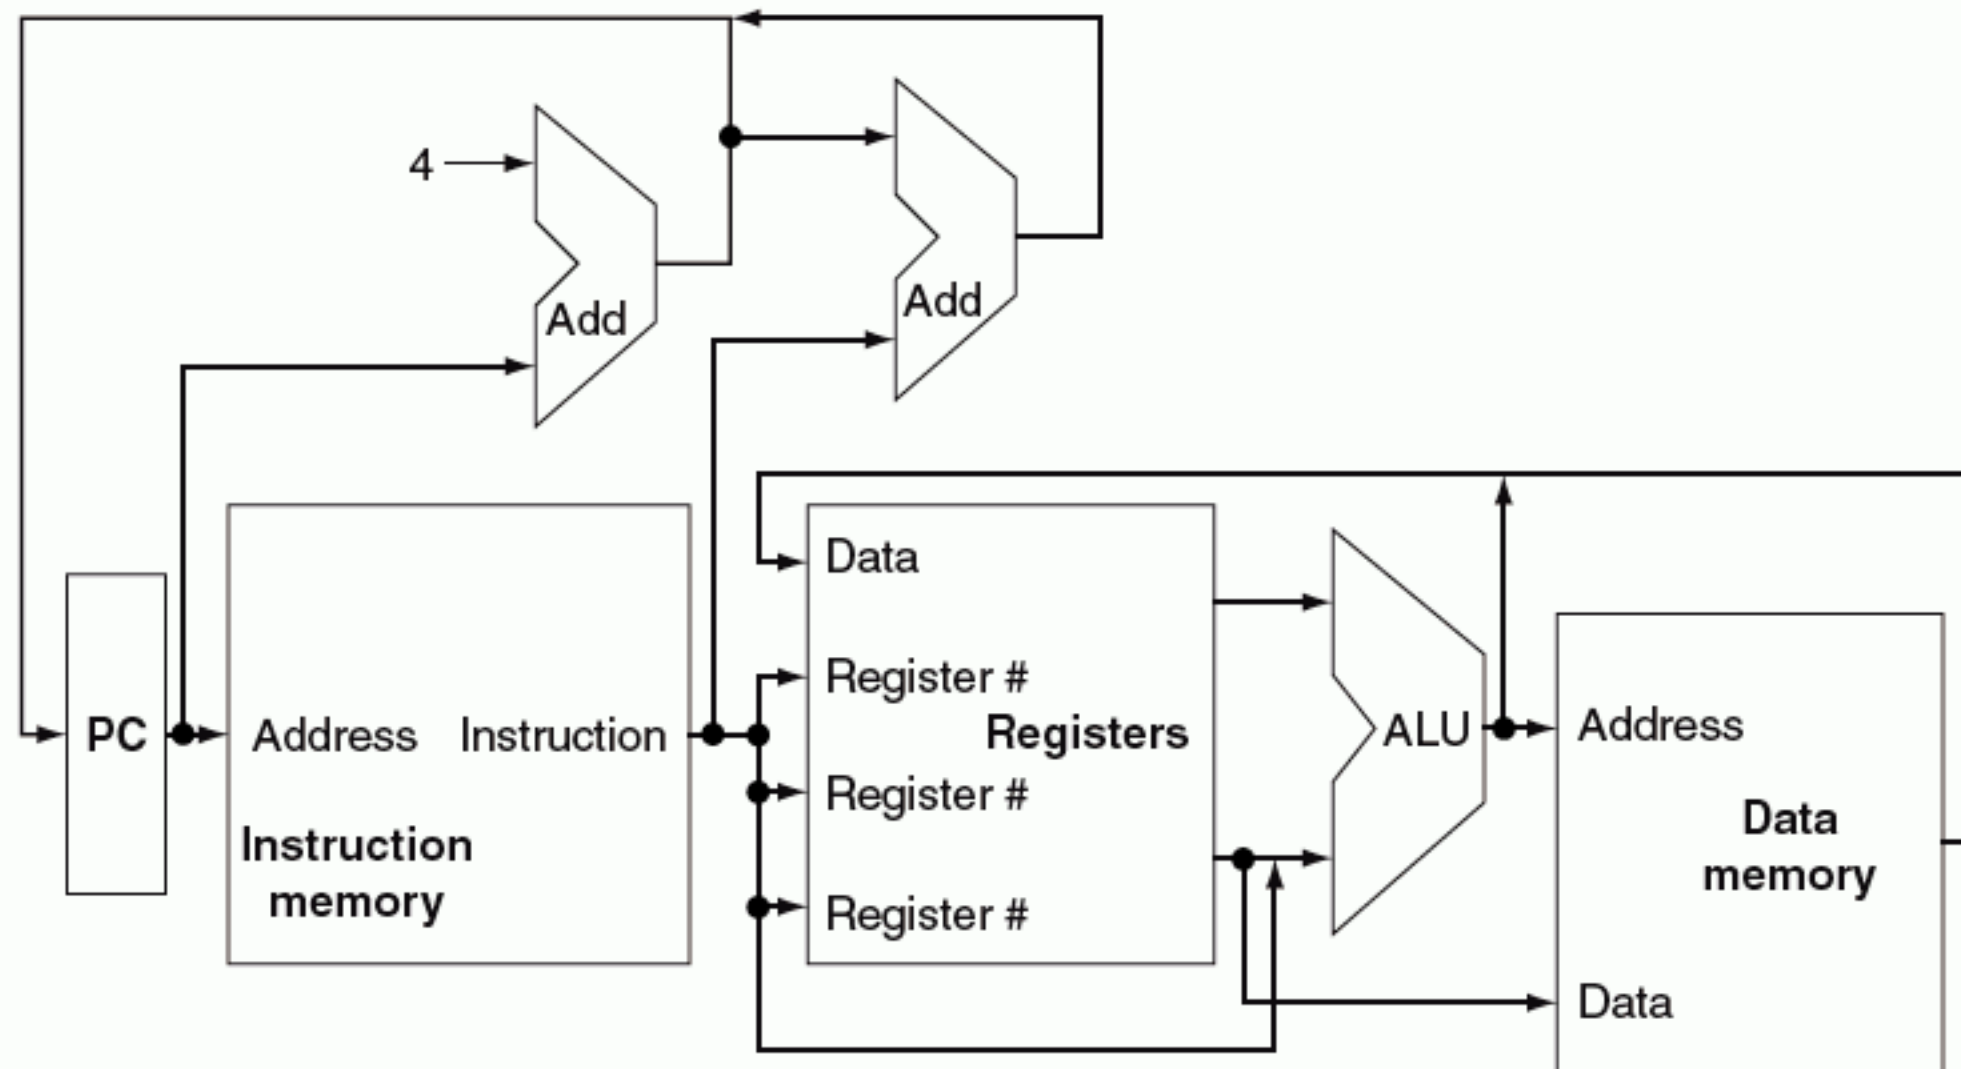 4
Add
Add
Data
Register #
PC
Address
Instruction
Registers
ALU
Address
Register #
Instruction
memory
Data
memory
Register #
Data